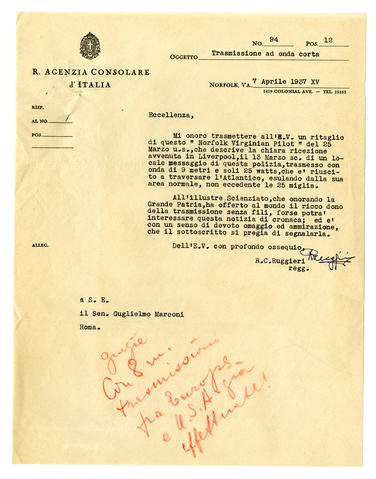 No. 94 Pos. 12
Oggetto Trasmissione ad onda corta
R. Agenzia Consolare
d'Italia
Norfolk, Va. 7 Aprile 1937 XV
1459 Colonial Ave. — Tel. 25585
Risp.
Al No.
Pos.
Eccellenza,
Mi onoro trasmettere all'E.V. un ritaglio
di questo " Norfolk Virginian Pilot " del 25
Marzo u.s., che descrive la chiara ricezione
avvenuta in Liverpool, il 13 Marzo sc. di un lo-
cale messaggio di questa polizia, trasmesso con
onda di 9 metri e soli 25 watts, che e' riusci-
to a traversare l'Atlantico, esulando dalla sua
area normale, non eccedente le 25 miglia.
All'illustre Scienziato, che onorando la
Grande Patria, ha offerto al mondo il ricco dono
della trasmissione senza fili, forse potra'
interessare questa notizia di cronaca; ed e'
con un senso di devoto omaggio ed ammirazione,
che il sottoscritto si pregia di segnalarla.
Alleg.
Dell'E.V. con profondo ossequio,
R.C.Ruggieri
regg.
a S. E.
il Sen. Guglielmo Marconi
Roma.
grazie
Con 8 m.
trasmissioni
fra Europa
e U.S.A. già
effettuate!